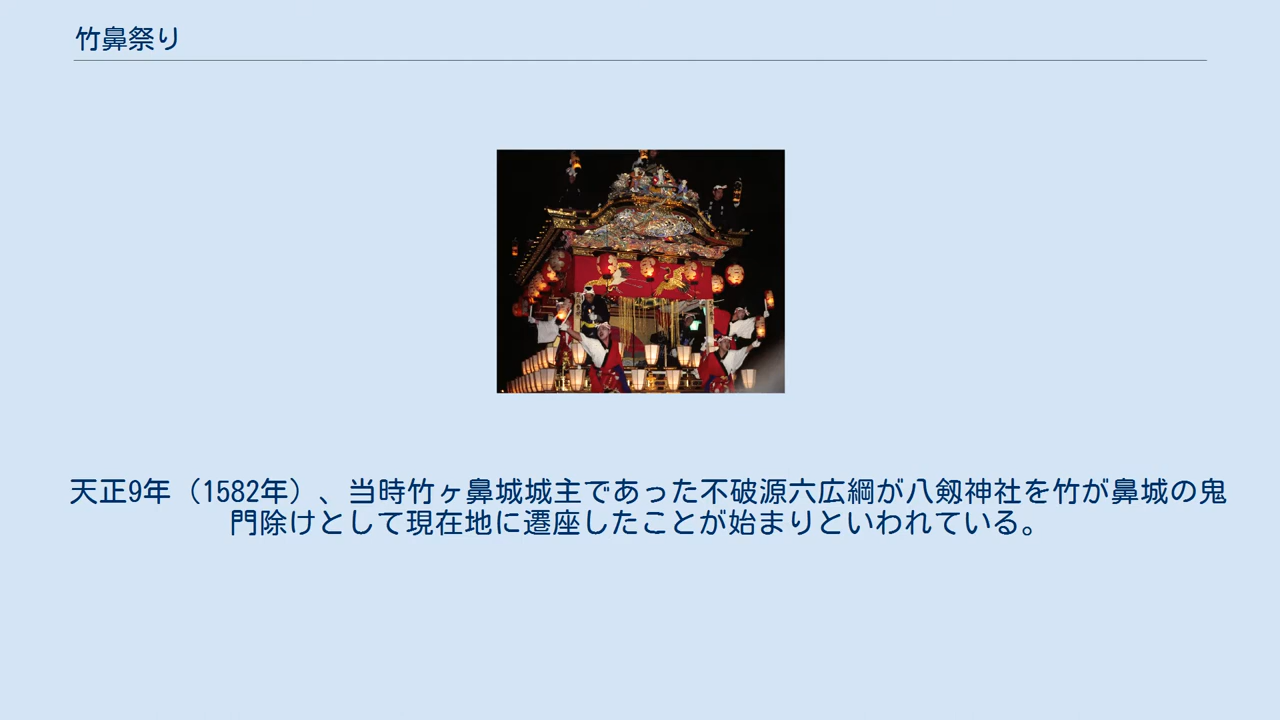 竹鼻祭り
天正9年（1582年）、当時竹ヶ鼻城城主であった不破源六広綱が八剱神社を竹が鼻城の鬼
門除けとして現在地に遷座したことが始まりといわれている。